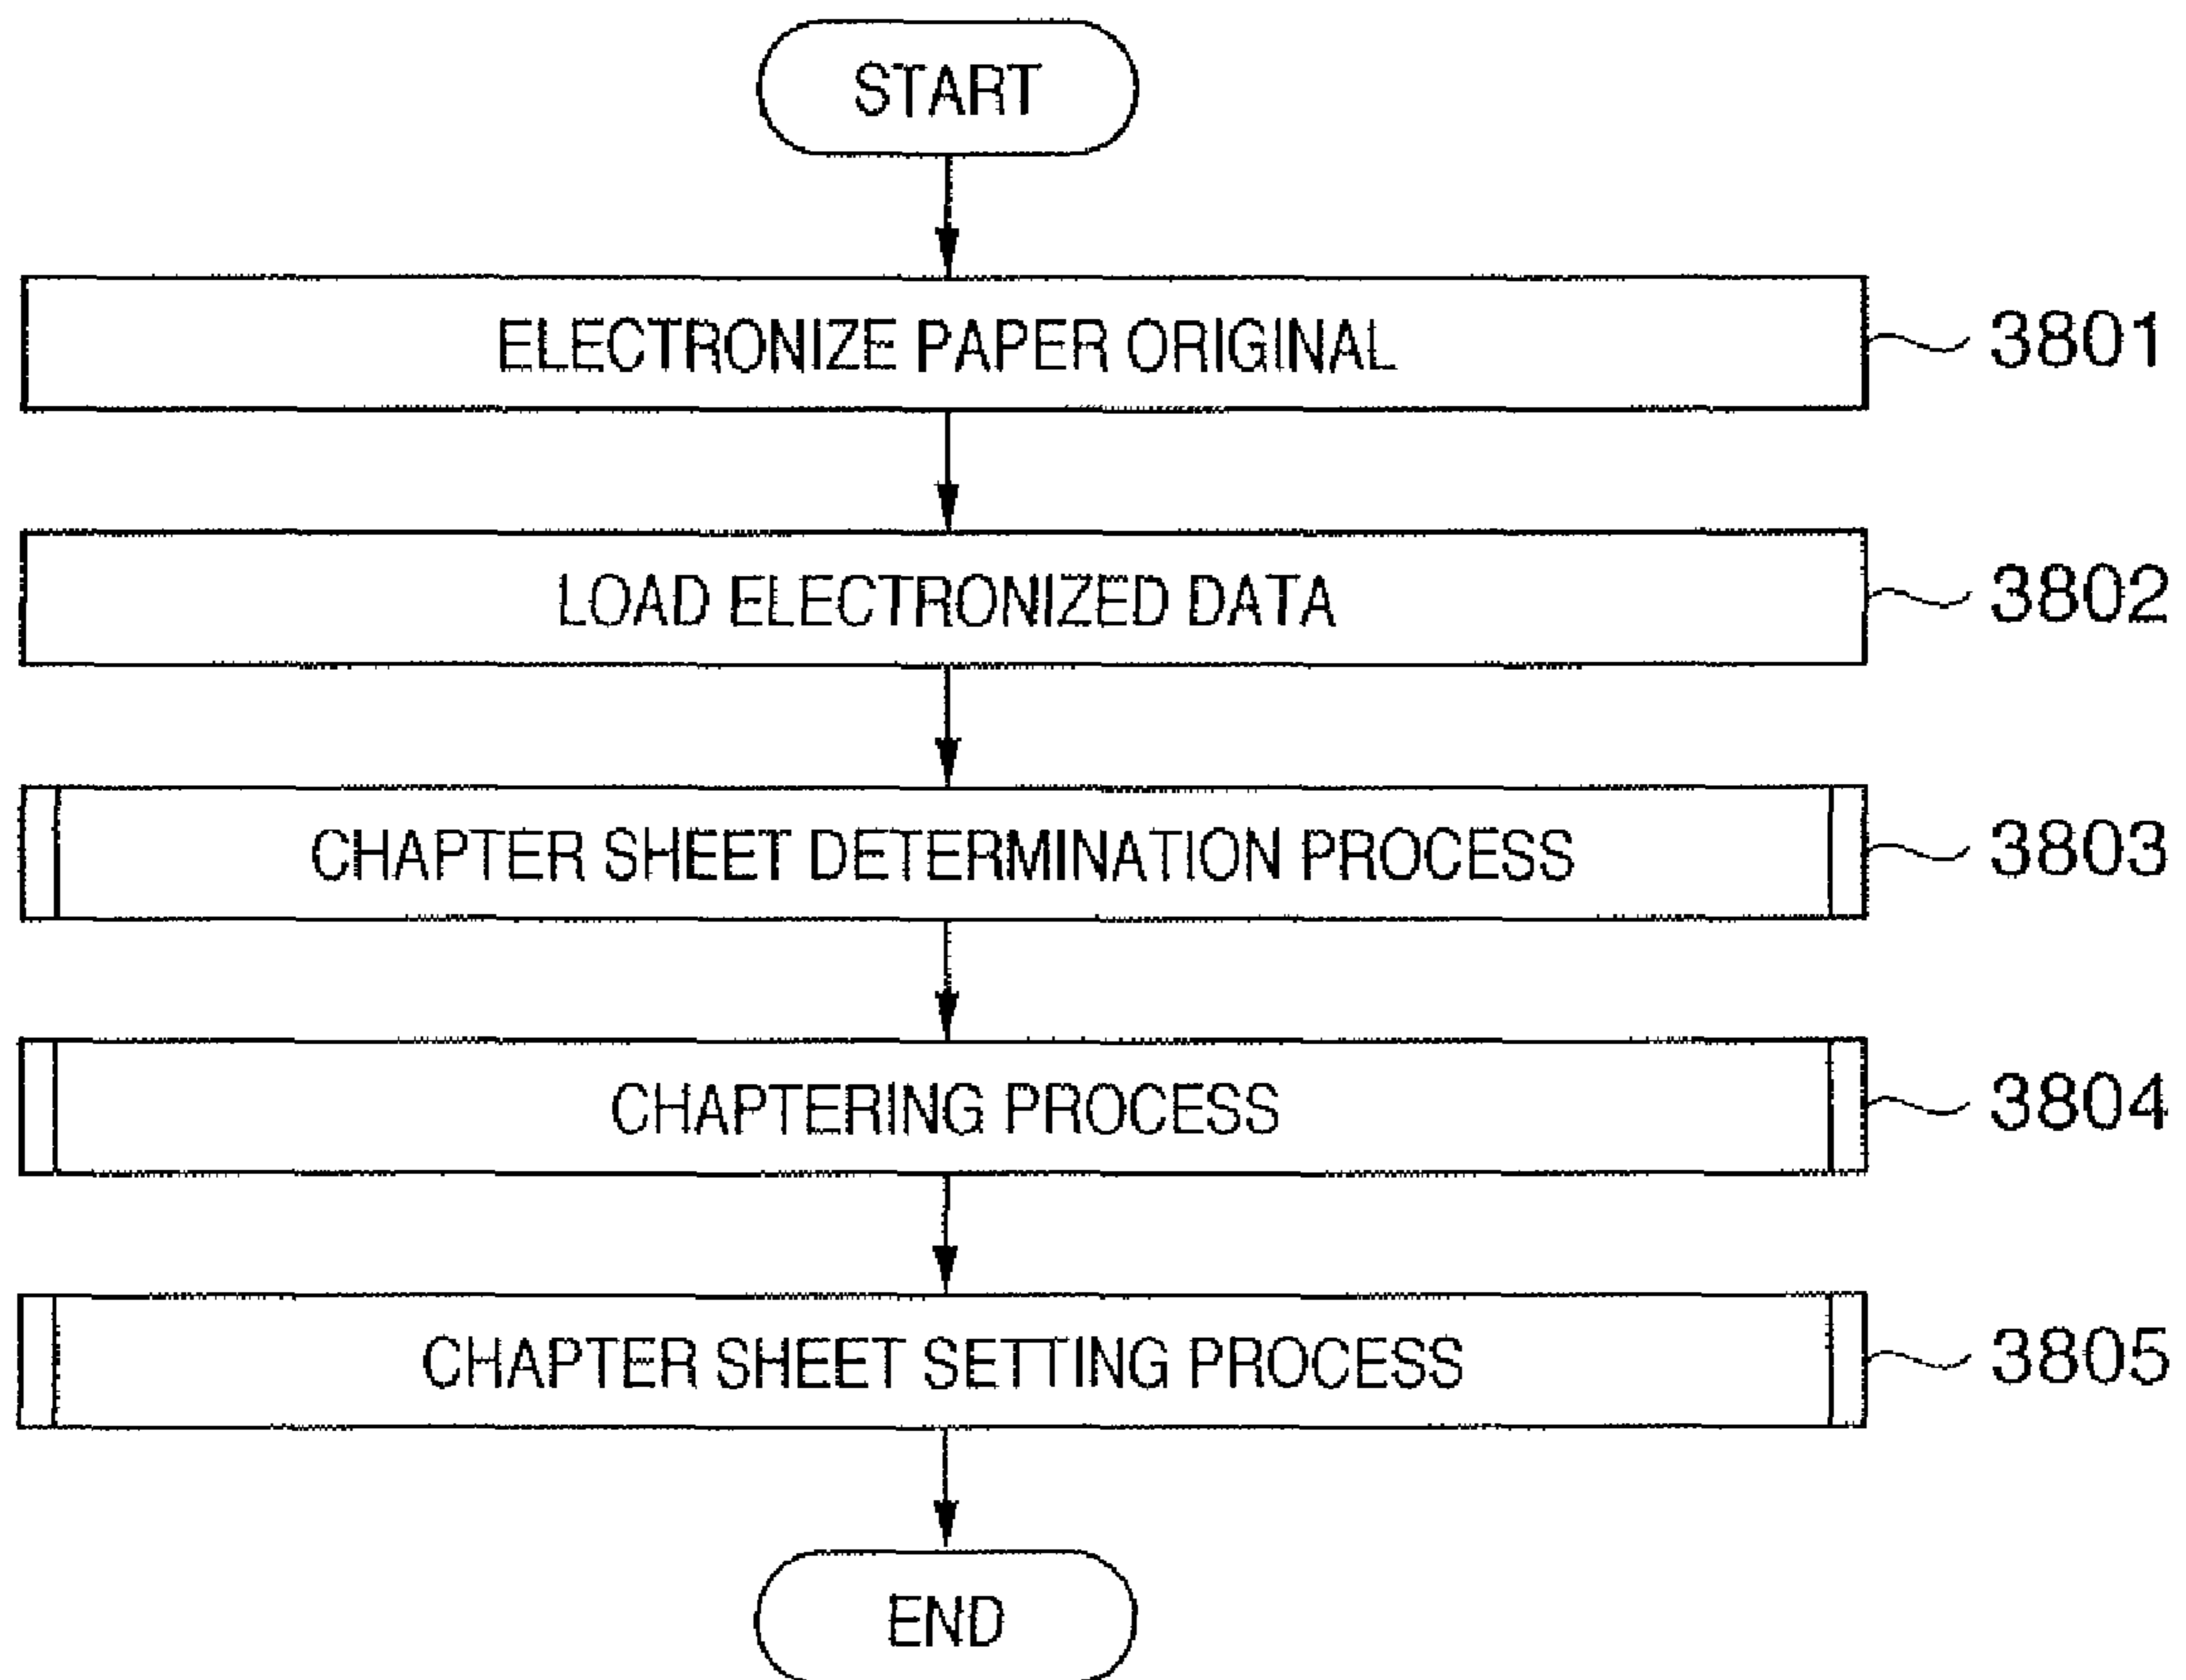 START
ELECTRONIZE PAPER ORIGINAL 3801
LOAD ELECTRONIZED DATA 3802
CHAPTER SHEET DETERMINATION PROCESS 3803
CHAPTERING PROCESS 3804
CHAPTER SHEET SETTING PROCESS 3805
END